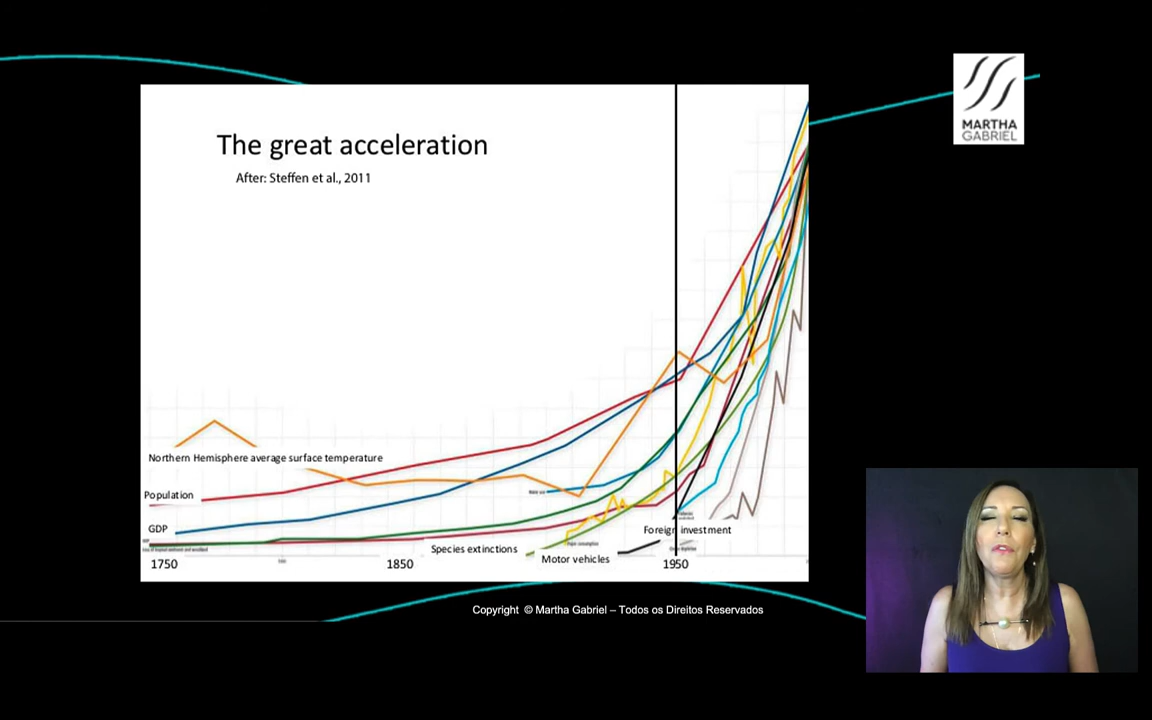 The great acceleration
After: Steffen et al., 2011
MARTHA
GABRIEL
Northern Hemisphere average surface temperature
Population
GDP
Species extinctions
Motor vehicles
Foreign investment
1750
1850
1950
Copyright © Martha Gabriel – Todos os Direitos Reservados